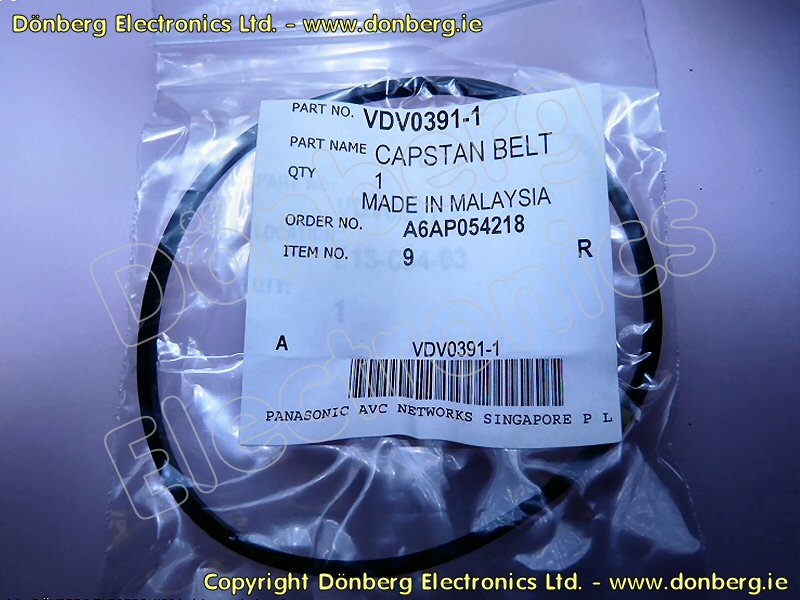 Dönberg Electronics Ltd. - www.donberg.ie
PART NO. VDV0391-1
PART NAME CAPSTAN BELT
QTY 1
MADE IN MALAYSIA
ORDER NO. A6AP054218
ITEM NO. 9 R
A VDV0391-1
PANASONIC AVC NETWORKS SINGAPORE P L
Dönberg
Electronics
Copyright Dönberg Electronics Ltd. - www.donberg.ie